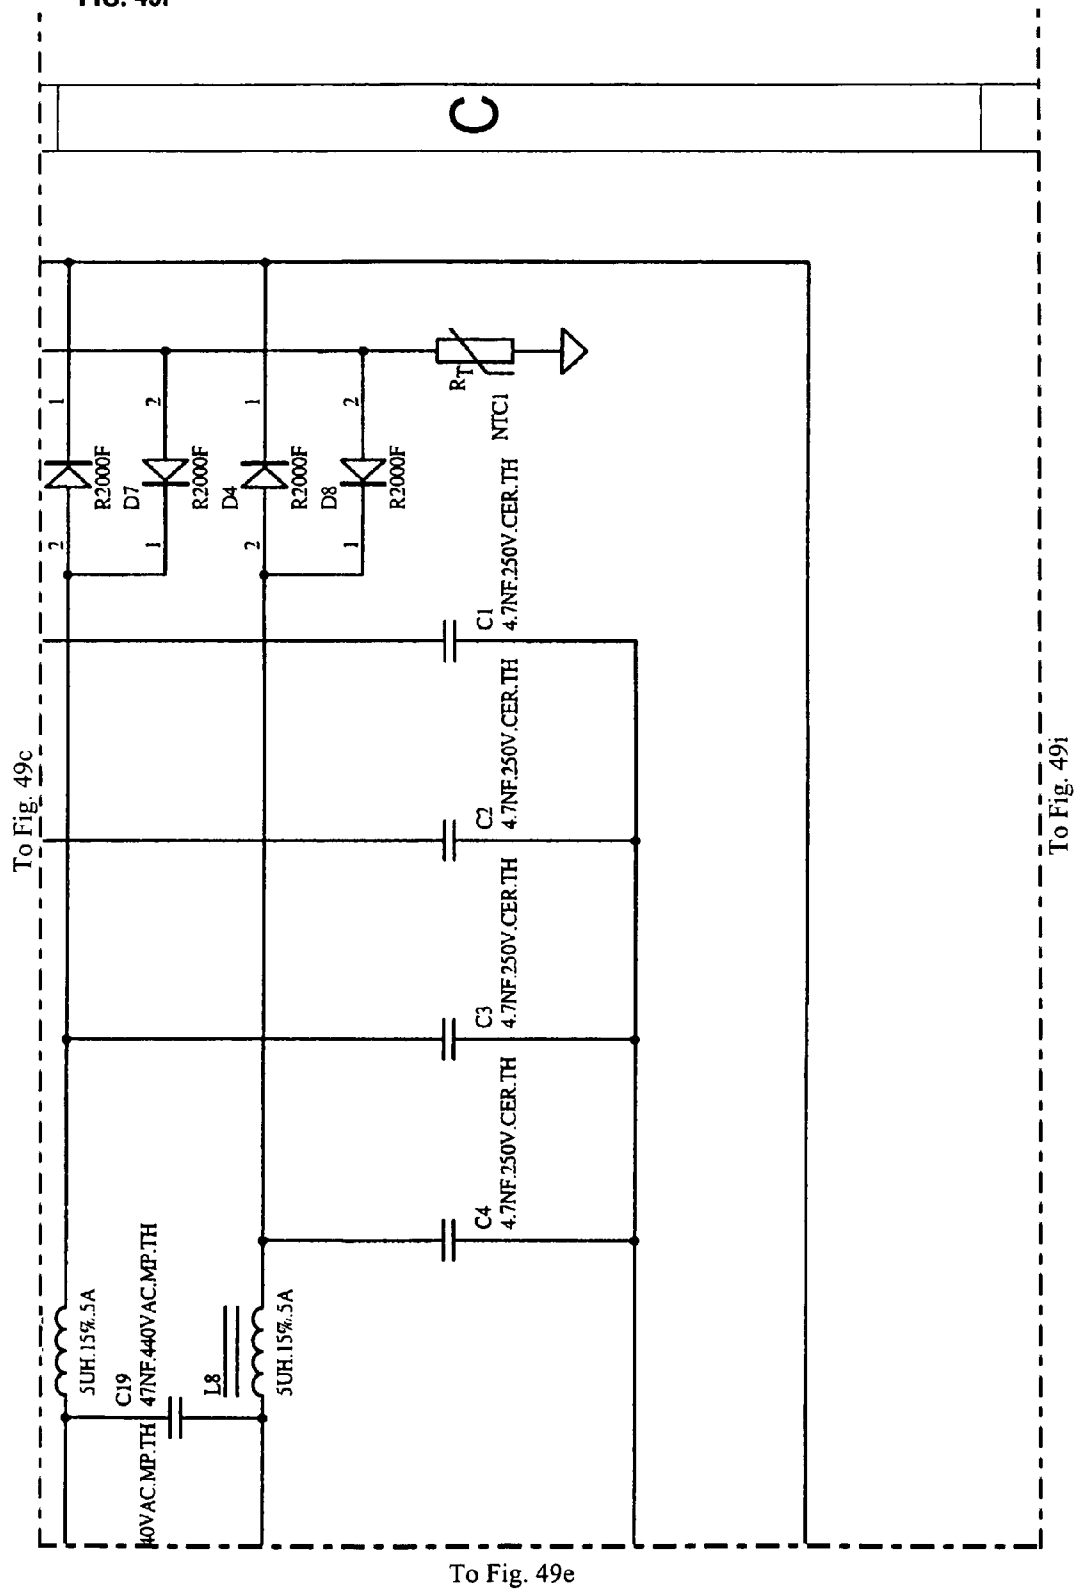 C
1
2
1
2
R2000F
D7
R2000F
D4
R2000F
D8
R2000F
2
1
2
1
RT
NTC1
C1
4.7NF.250V.CER.TH
C2
4.7NF.250V.CER.TH
C3
4.7NF.250V.CER.TH
C4
4.7NF.250V.CER.TH
To Fig. 49c
To Fig. 49i
5UH.15%.5A
C19
47NF.440VAC.MP.TH
40VAC.MP.TH
L8
5UH.15%.5A
To Fig. 49e